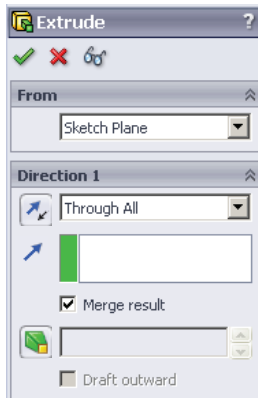 Extrude ?
From
Sketch Plane
Direction 1
Through All
Merge result
Draft outward